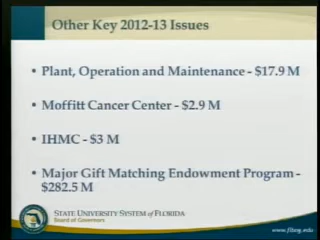 Other Key 2012-13 Issues
• Plant, Operation and Maintenance - $17.9 M
• Moffitt Cancer Center - $2.9 M
• IHMC - $3 M
• Major Gift Matching Endowment Program -
$282.5 M
STATE UNIVERSITY SYSTEM of FLORIDA
Board of Governors
www.flbog.edu